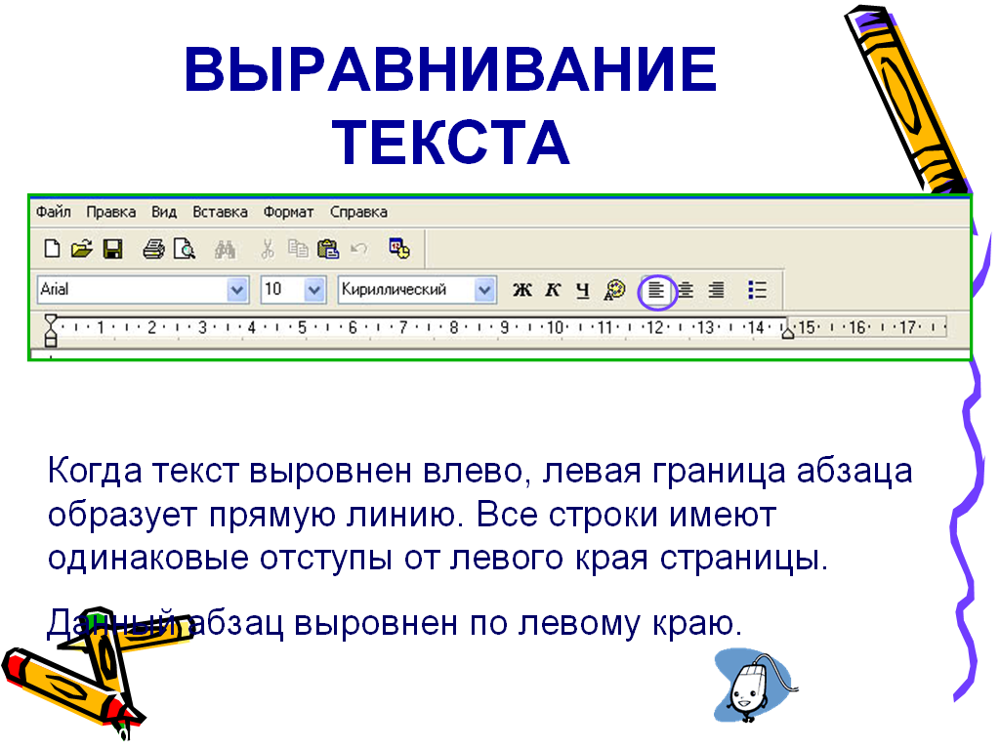 ВЫРАВНИВАНИЕ
ТЕКСТА
Файл Правка Вид Вставка Формат Справка
Arial 10 Кириллический Ж К Ч
1 2 3 4 5 6 7 8 9 10 11 12 13 14 15 16 17
Когда текст выровнен влево, левая граница абзаца
образует прямую линию. Все строки имеют
одинаковые отступы от левого края страницы.
Данный абзац выровнен по левому краю.